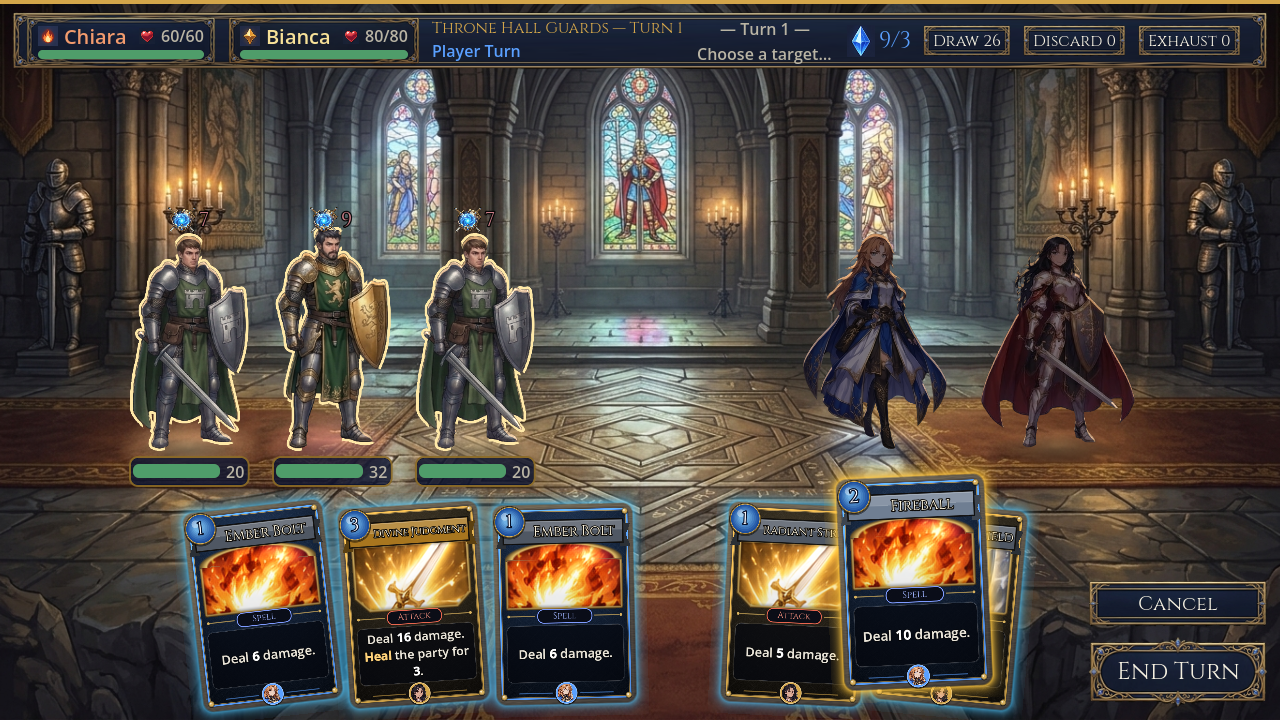 Chiara 60/60
Bianca 80/80
Throne Hall Guards — Turn 1
Player Turn
— Turn 1 —
Choose a target...
9/3
Draw 26
Discard 0
Exhaust 0
7
9
7
20
32
20
1
Ember Bolt
Spell
Deal 6 damage.
3
Divine Judgment
Attack
Deal 16 damage.
Heal the party for
3.
1
Ember Bolt
Spell
Deal 6 damage.
1
Radiant Str
Attack
Deal 5 damage.
2
Fireball
Spell
Deal 10 damage.
eld
Cancel
End Turn